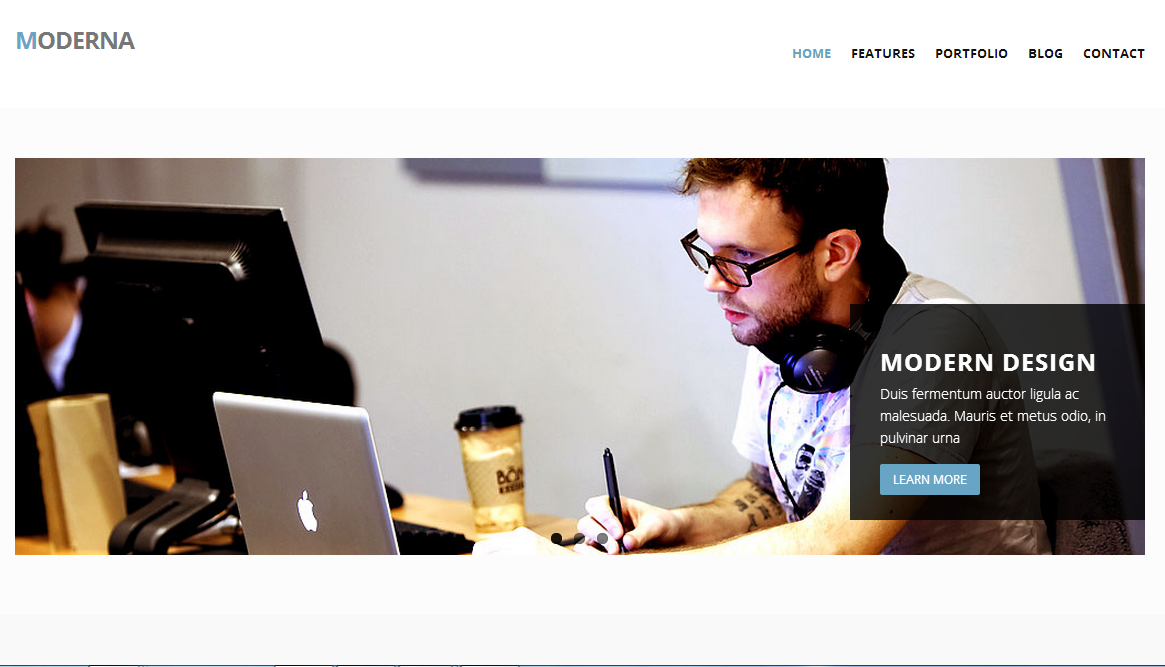 MODERNA
HOME FEATURES PORTFOLIO BLOG CONTACT
MODERN DESIGN
Duis fermentum auctor ligula ac
malesuada. Mauris et metus odio, in
pulvinar urna
LEARN MORE